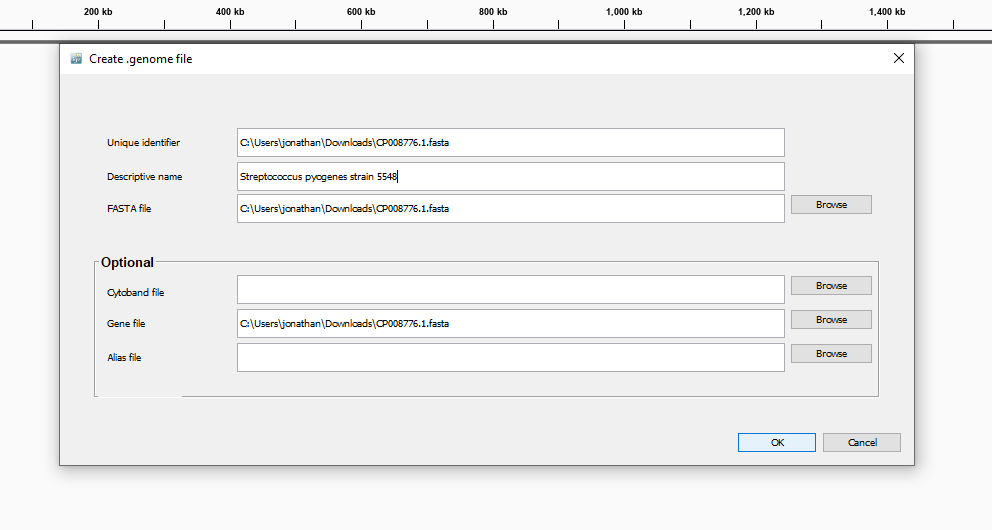 200 kb 400 kb 600 kb 800 kb 1,000 kb 1,200 kb 1,400 kb
Create .genome file
Unique identifier C:\Users\jonathan\Downloads\CP008776.1.fasta
Descriptive name Streptococcus pyogenes strain 5548
FASTA file C:\Users\jonathan\Downloads\CP008776.1.fasta Browse
Optional
Cytoband file Browse
Gene file C:\Users\jonathan\Downloads\CP008776.1.fasta Browse
Alias file Browse
OK Cancel